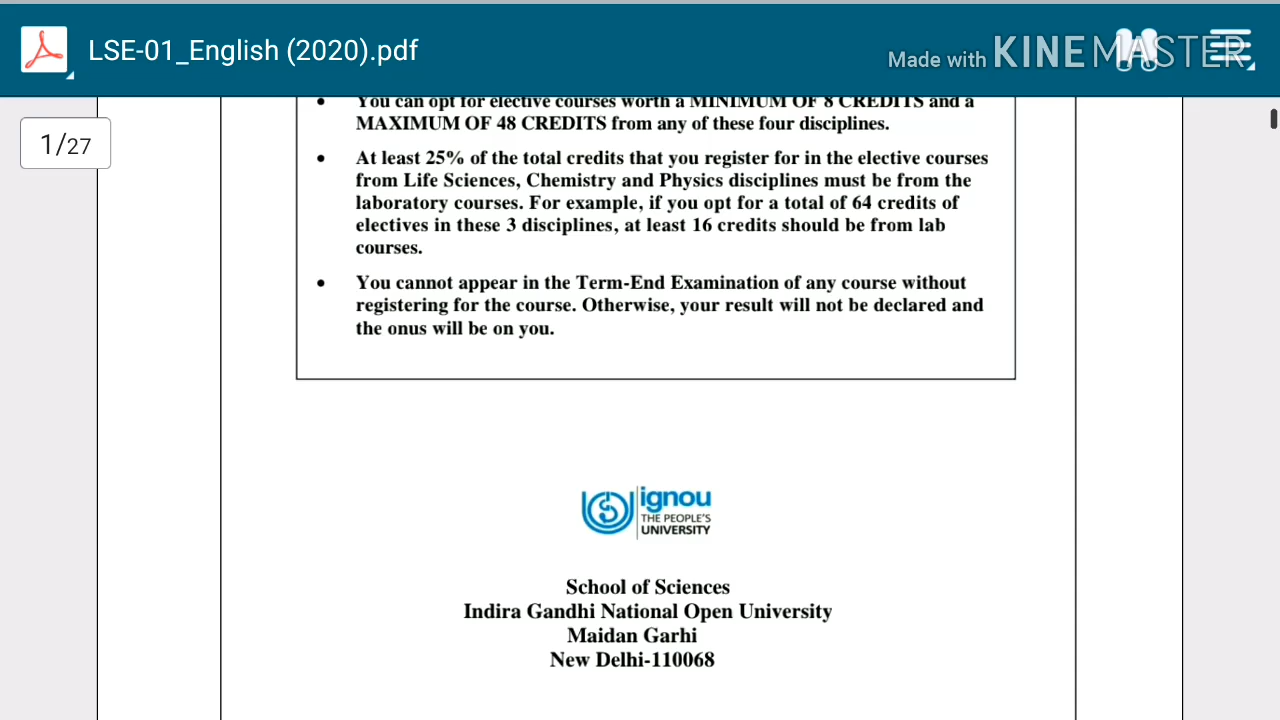 LSE-01_English (2020).pdf
Made with KINEMASTER
1/27
• You can opt for elective courses worth a MINIMUM OF 8 CREDITS and a
MAXIMUM OF 48 CREDITS from any of these four disciplines.
• At least 25% of the total credits that you register for in the elective courses
from Life Sciences, Chemistry and Physics disciplines must be from the
laboratory courses. For example, if you opt for a total of 64 credits of
electives in these 3 disciplines, at least 16 credits should be from lab
courses.
• You cannot appear in the Term-End Examination of any course without
registering for the course. Otherwise, your result will not be declared and
the onus will be on you.
ignou
THE PEOPLE'S
UNIVERSITY
School of Sciences
Indira Gandhi National Open University
Maidan Garhi
New Delhi-110068